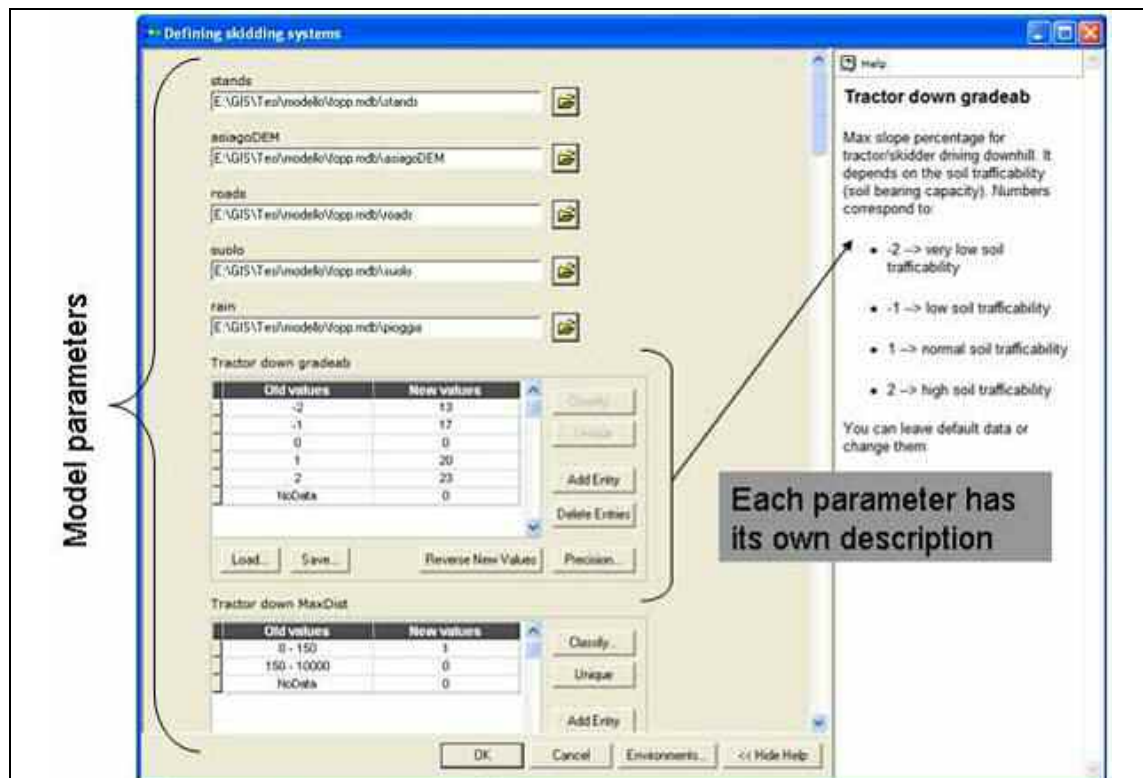 Defining skidding systems
Model parameters
stands
E:\GIS\Tesi\modello\fopp.mdb\stands
asiagoDEM
E:\GIS\Tesi\modello\fopp.mdb\asiagoDEM
roads
E:\GIS\Tesi\modello\fopp.mdb\roads
suolo
E:\GIS\Tesi\modello\fopp.mdb\suolo
rain
E:\GIS\Tesi\modello\fopp.mdb\pioggia
Tractor down gradeab
Old values New values
-2 13
-1 17
0 0
1 20
2 23
NoData 0
Classify...
Unique
Add Entry
Delete Entries
Load... Save... Reverse New Values Precision...
Tractor down MaxDist
Old values New values
0 - 150 1
150 - 10000 0
NoData 0
Classify...
Unique
Add Entry
OK Cancel Environments... << Hide Help
Help
Tractor down gradeab
Max slope percentage for
tractor/skidder driving downhill. It
depends on the soil trafficability
(soil bearing capacity). Numbers
correspond to:
• -2 --> very low soil
trafficability
• -1 --> low soil trafficability
• 1 --> normal soil trafficability
• 2 --> high soil trafficability
You can leave default data or
change them
Each parameter has
its own description